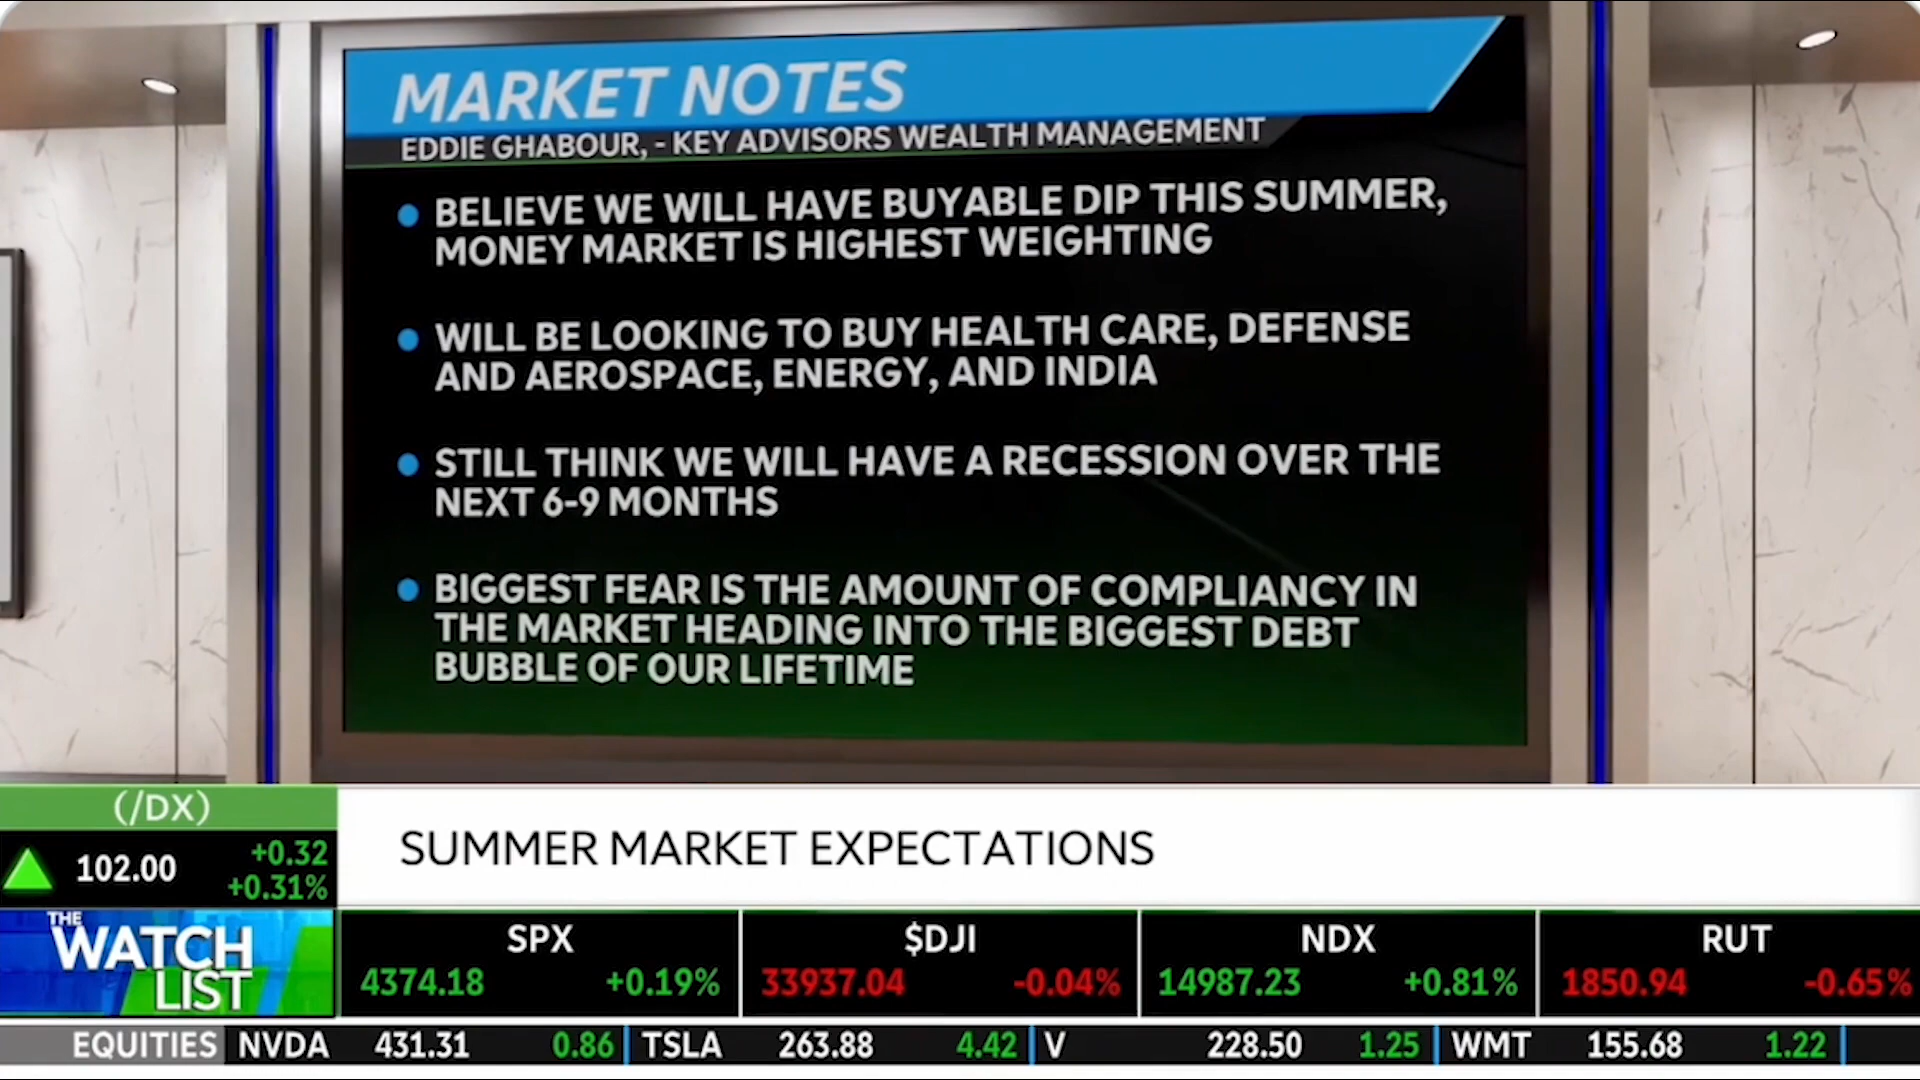 MARKET NOTES
EDDIE GHABOUR, - KEY ADVISORS WEALTH MANAGEMENT
BELIEVE WE WILL HAVE BUYABLE DIP THIS SUMMER,
MONEY MARKET IS HIGHEST WEIGHTING
WILL BE LOOKING TO BUY HEALTH CARE, DEFENSE
AND AEROSPACE, ENERGY, AND INDIA
STILL THINK WE WILL HAVE A RECESSION OVER THE
NEXT 6-9 MONTHS
BIGGEST FEAR IS THE AMOUNT OF COMPLIANCY IN
THE MARKET HEADING INTO THE BIGGEST DEBT
BUBBLE OF OUR LIFETIME
(/DX)
102.00 +0.32
+0.31%
SUMMER MARKET EXPECTATIONS
THE
WATCH
LIST
SPX
4374.18 +0.19%
$DJI
33937.04 -0.04%
NDX
14987.23 +0.81%
RUT
1850.94 -0.65%
EQUITIES NVDA 431.31 0.86 TSLA 263.88 4.42 V 228.50 1.25 WMT 155.68 1.22